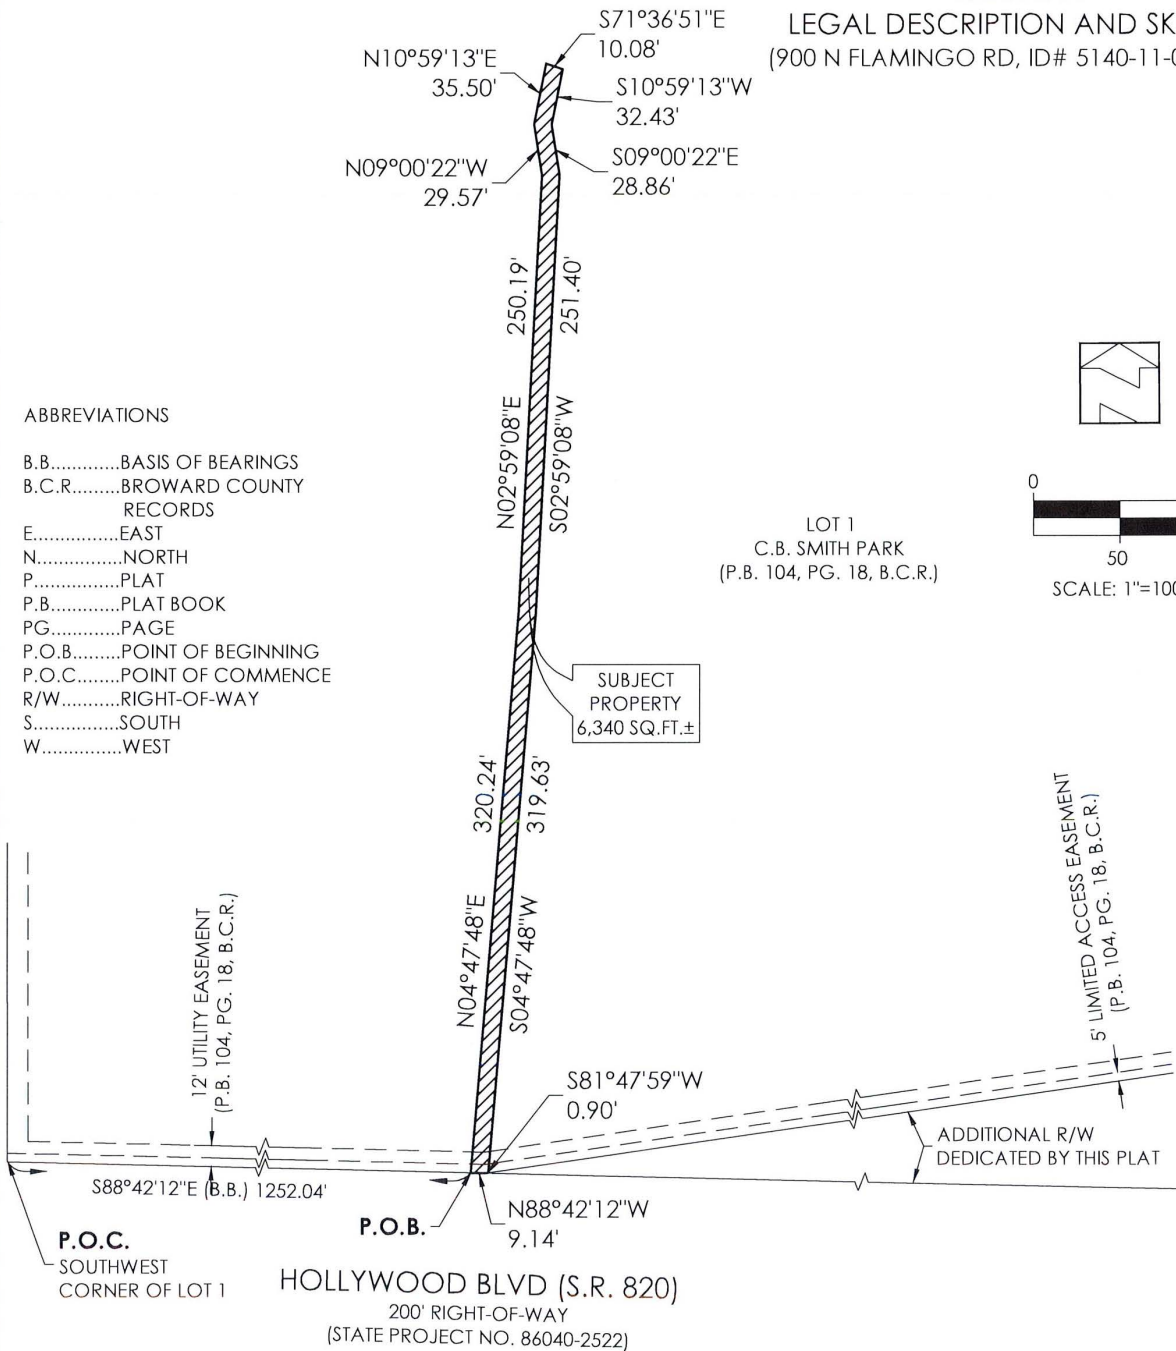 LEGAL DESCRIPTION AND SK
(900 N FLAMINGO RD, ID# 5140-11-0
S71°36'51"E
10.08'
N10°59'13"E
35.50'
S10°59'13"W
32.43'
N09°00'22"W
29.57'
S09°00'22"E
28.86'
250.19'
251.40'
N02°59'08"E
S02°59'08"W
ABBREVIATIONS
B.B.............BASIS OF BEARINGS
B.C.R.........BROWARD COUNTY
RECORDS
E................EAST
N................NORTH
P.................PLAT
P.B.............PLAT BOOK
PG.............PAGE
P.O.B.........POINT OF BEGINNING
P.O.C........POINT OF COMMENCE
R/W...........RIGHT-OF-WAY
S.................SOUTH
W...............WEST
LOT 1
C.B. SMITH PARK
(P.B. 104, PG. 18, B.C.R.)
0
50
SCALE: 1"=100
SUBJECT
PROPERTY
6,340 SQ.FT.±
320.24'
319.63'
N04°47'48"E
S04°47'48"W
12' UTILITY EASEMENT
(P.B. 104, PG. 18, B.C.R.)
5' LIMITED ACCESS EASEMENT
(P.B. 104, PG. 18, B.C.R.)
S81°47'59"W
0.90'
ADDITIONAL R/W
DEDICATED BY THIS PLAT
S88°42'12"E (B.B.) 1252.04'
P.O.C.
SOUTHWEST
CORNER OF LOT 1
P.O.B.
N88°42'12"W
9.14'
HOLLYWOOD BLVD (S.R. 820)
200' RIGHT-OF-WAY
(STATE PROJECT NO. 86040-2522)